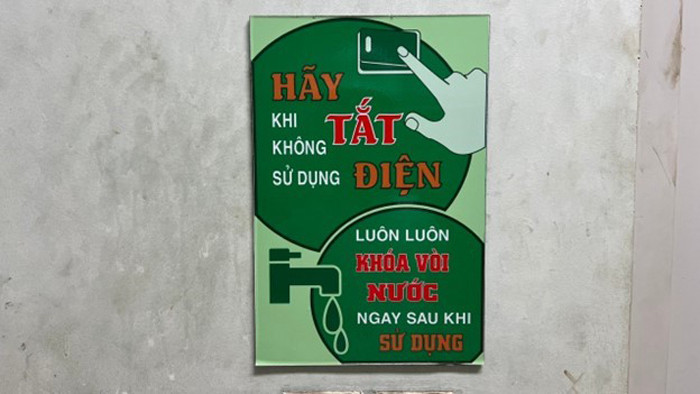 HÃY
KHI
KHÔNG
SỬ DỤNG
TẮT
ĐIỆN
LUÔN LUÔN
KHÓA VÒI
NƯỚC
NGAY SAU KHI
SỬ DỤNG